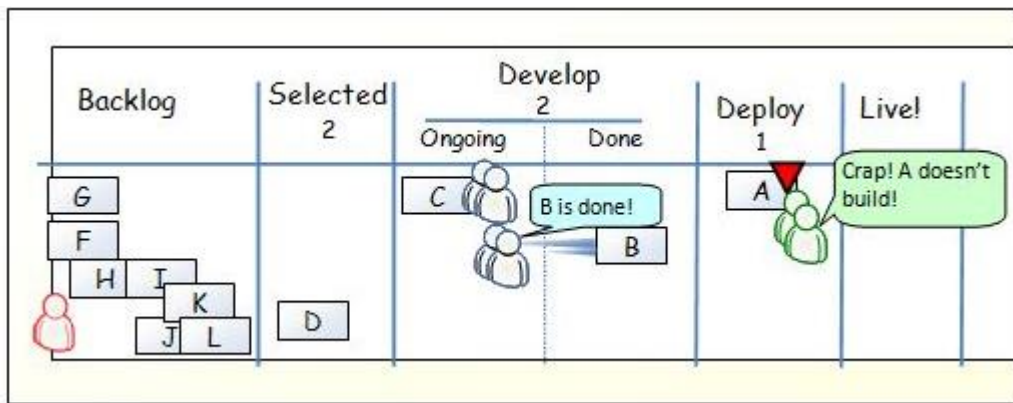 Backlog
Selected
2
Develop
2
Ongoing
Done
Deploy
1
Live!
G
F
H
I
K
J
L
D
C
B is done!
B
A
Crap! A doesn't
build!